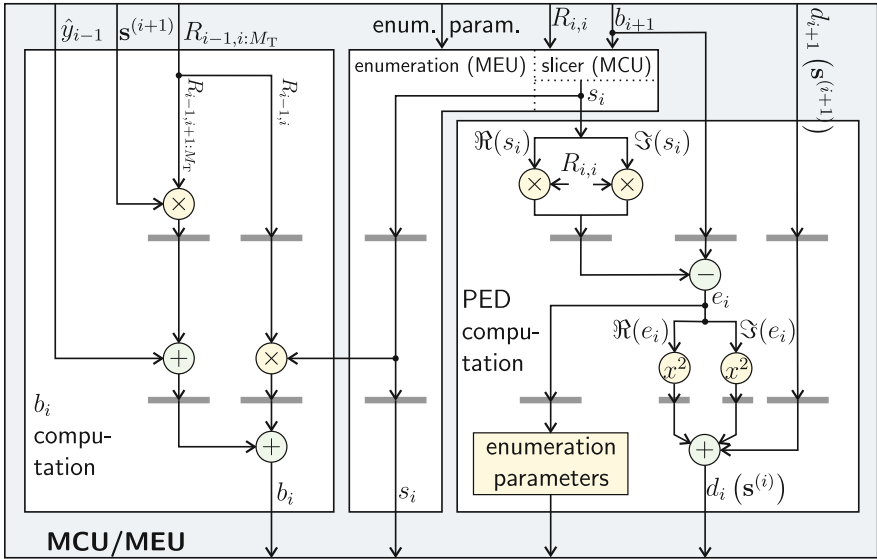 ŷ_{i−1} s^{(i+1)} R_{i−1,i:M_T} enum. param. R_{i,i} b_{i+1} d_{i+1} (s^{(i+1)})
enumeration (MEU) slicer (MCU)
s_i
R_{i−1,i+1:M_T} R_{i−1,i}
ℜ(s_i) ℑ(s_i)
R_{i,i}
× × ×
−
e_i
PED
compu-
tation
ℜ(e_i) ℑ(e_i)
+ × x² x²
b_i
compu-
tation
+ +
enumeration
parameters
b_i s_i d_i (s^{(i)})
MCU/MEU